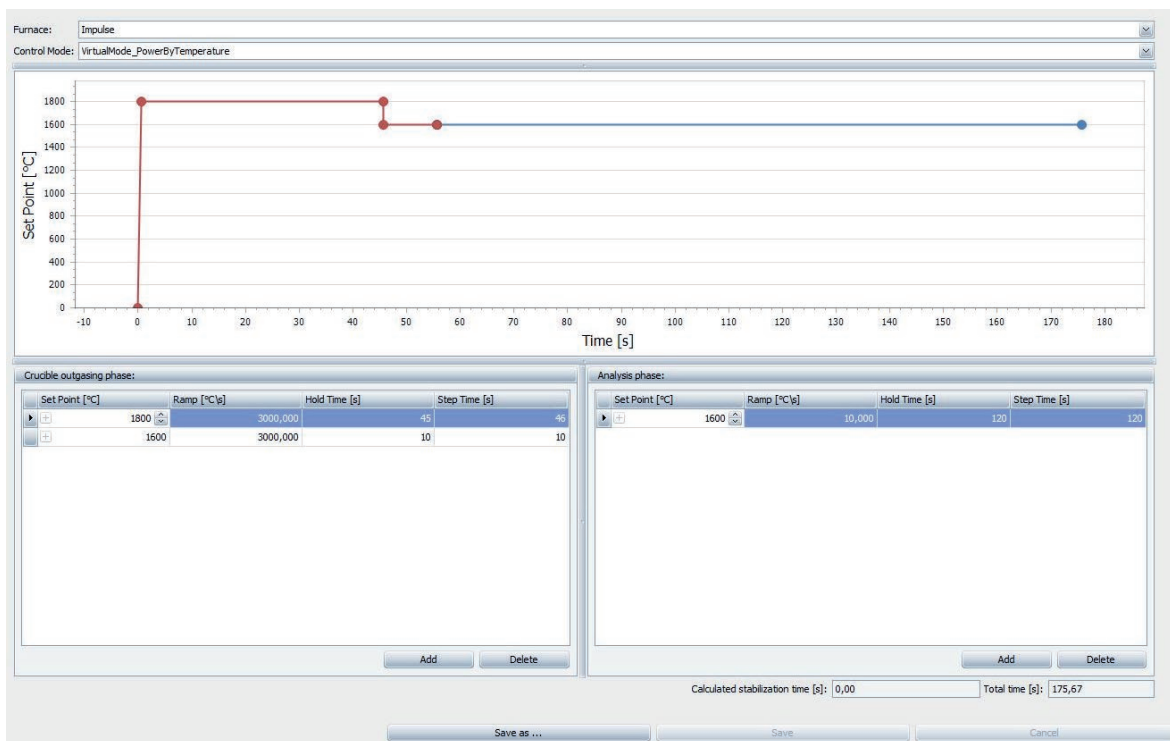 Furnace: Impulse
Control Mode: VirtualMode_PowerByTemperature
Set Point [°C]
1800
1600
1400
1200
1000
800
600
400
200
0
-10 0 10 20 30 40 50 60 70 80 90 100 110 120 130 140 150 160 170 180
Time [s]
Crucible outgasing phase:
Set Point [°C] Ramp [°C\s] Hold Time [s] Step Time [s]
1800 3000,000 45 46
1600 3000,000 10 10
Add Delete
Analysis phase:
Set Point [°C] Ramp [°C\s] Hold Time [s] Step Time [s]
1600 10,000 120 120
Add Delete
Calculated stabilization time [s]: 0,00 Total time [s]: 175,67
Save as ... Save Cancel